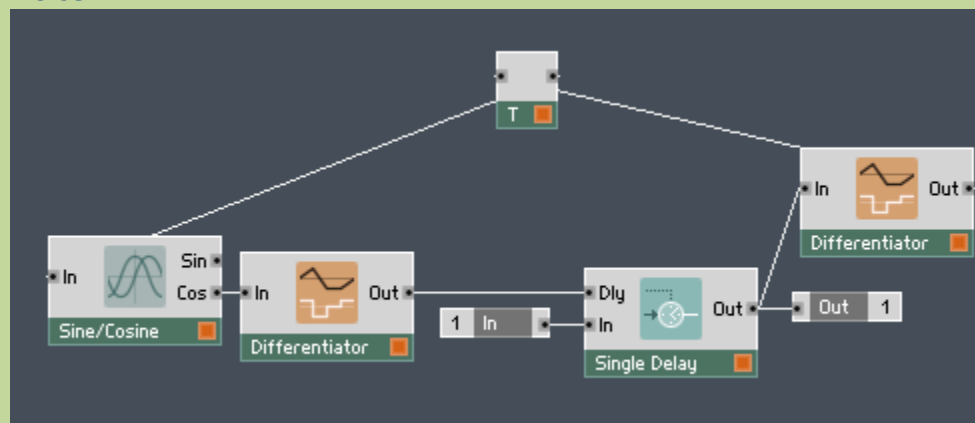 T
In
Out
Differentiator
In
Sin
Cos
Sine/Cosine
In
Out
Differentiator
1 In
Dly
In
Out
Single Delay
Out 1